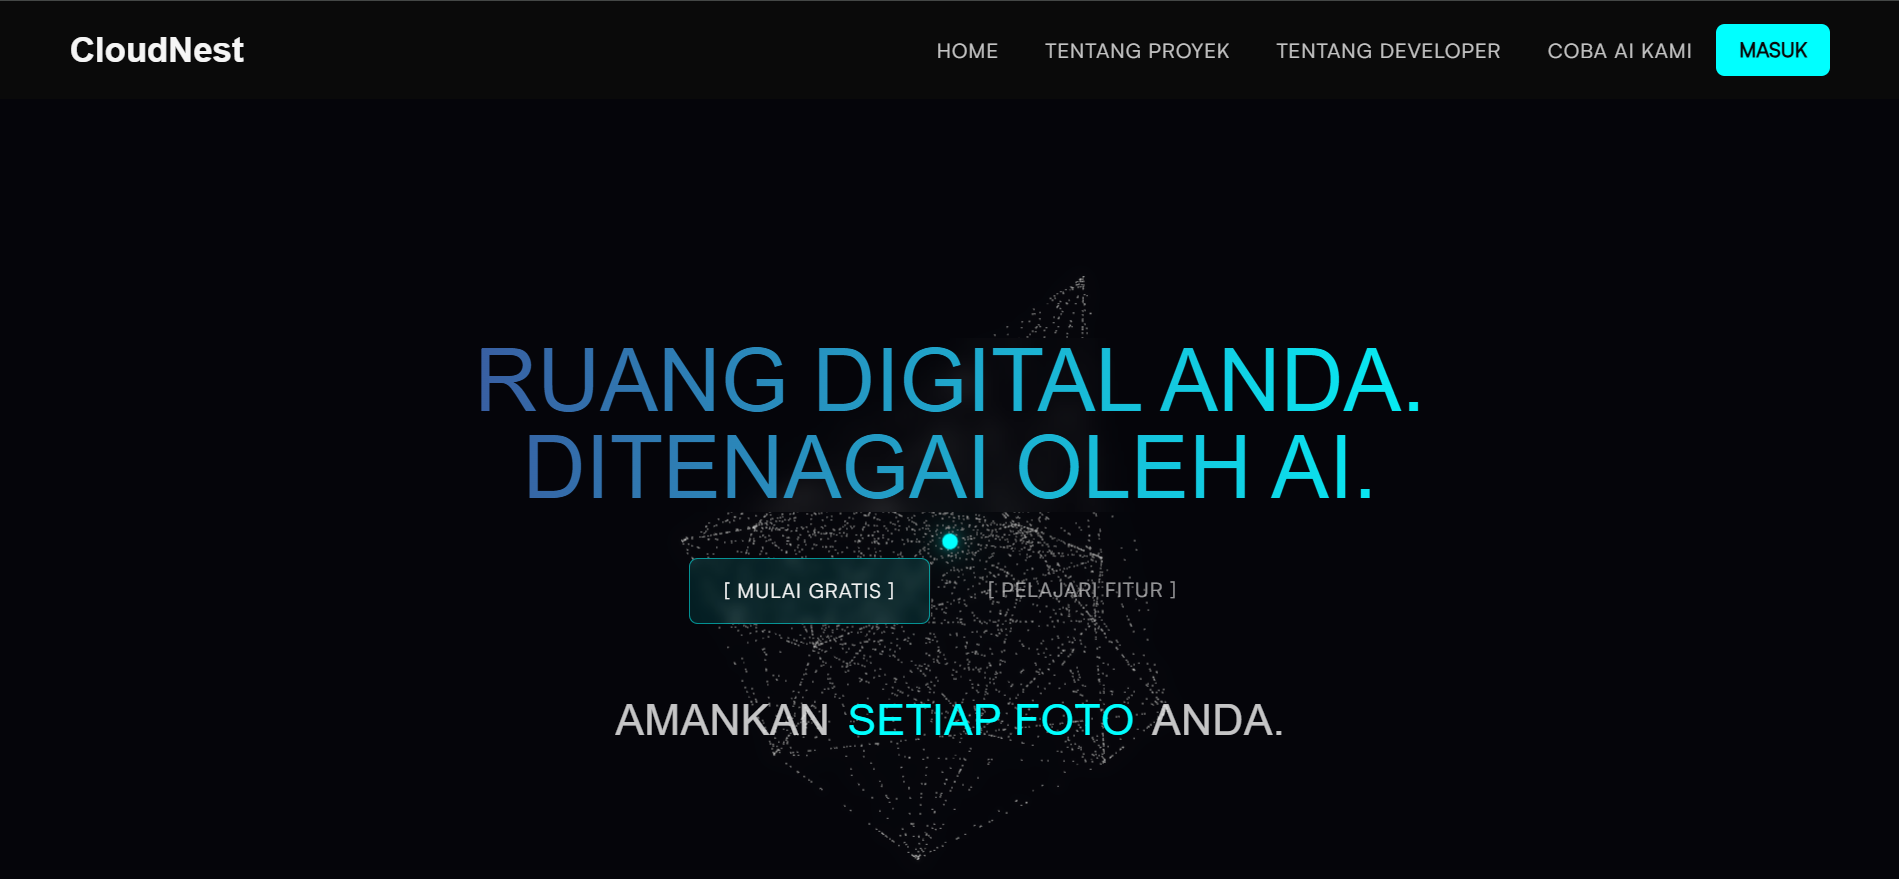 CloudNest
HOME TENTANG PROYEK TENTANG DEVELOPER COBA AI KAMI MASUK
RUANG DIGITAL ANDA.
DITENAGAI OLEH AI.
[ MULAI GRATIS ] [ PELAJARI FITUR ]
AMANKAN SETIAP FOTO ANDA.